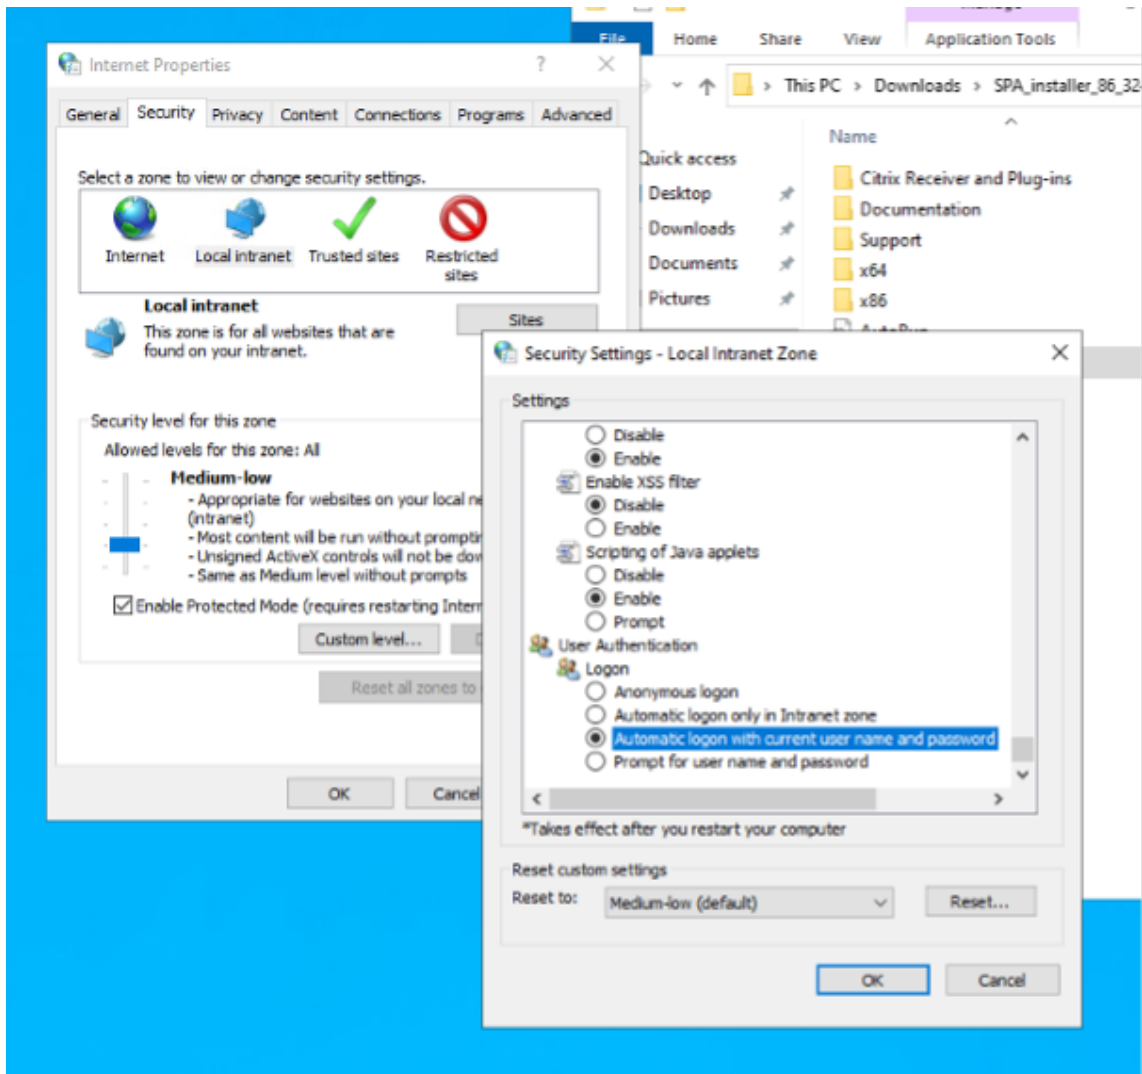 File Home Share View Application Tools
This PC > Downloads > SPA_installer_86_32
Name
Quick access
Desktop
Downloads
Documents
Pictures
Citrix Receiver and Plug-ins
Documentation
Support
x64
x86
AutoRun
Internet Properties ?
General Security Privacy Content Connections Programs Advanced
Select a zone to view or change security settings.
Internet Local intranet Trusted sites Restricted
sites
Local intranet
This zone is for all websites that are
found on your intranet.
Sites
Security level for this zone
Allowed levels for this zone: All
Medium-low
- Appropriate for websites on your local ne
(intranet)
- Most content will be run without promptin
- Unsigned ActiveX controls will not be dow
- Same as Medium level without prompts
Enable Protected Mode (requires restarting Intern
Custom level...
Reset all zones to
OK Cancel
Security Settings - Local Intranet Zone
Settings
Disable
Enable
Enable XSS filter
Disable
Enable
Scripting of Java applets
Disable
Enable
Prompt
User Authentication
Logon
Anonymous logon
Automatic logon only in Intranet zone
Automatic logon with current user name and password
Prompt for user name and password
*Takes effect after you restart your computer
Reset custom settings
Reset to: Medium-low (default) Reset...
OK Cancel